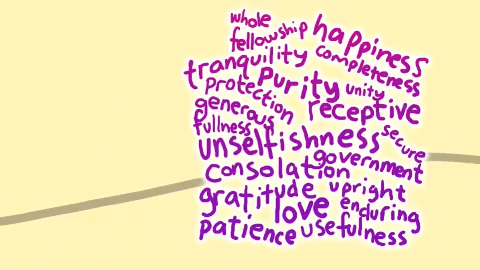 whole
fellowship happiness
tranquility completeness
Protection Purity unity
generous receptive
fullness
unselfishness secure
consolation government
gratitude upright
love enduring
patience usefulness